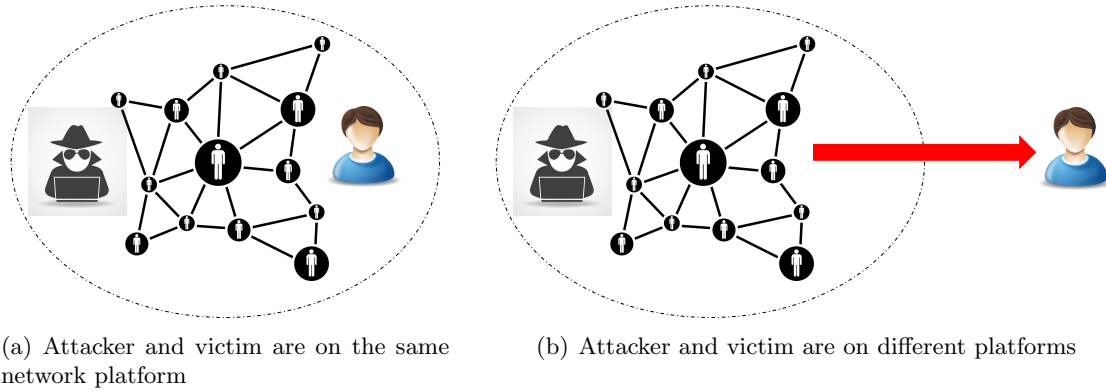 (a) Attacker and victim are on the same
network platform
(b) Attacker and victim are on different platforms